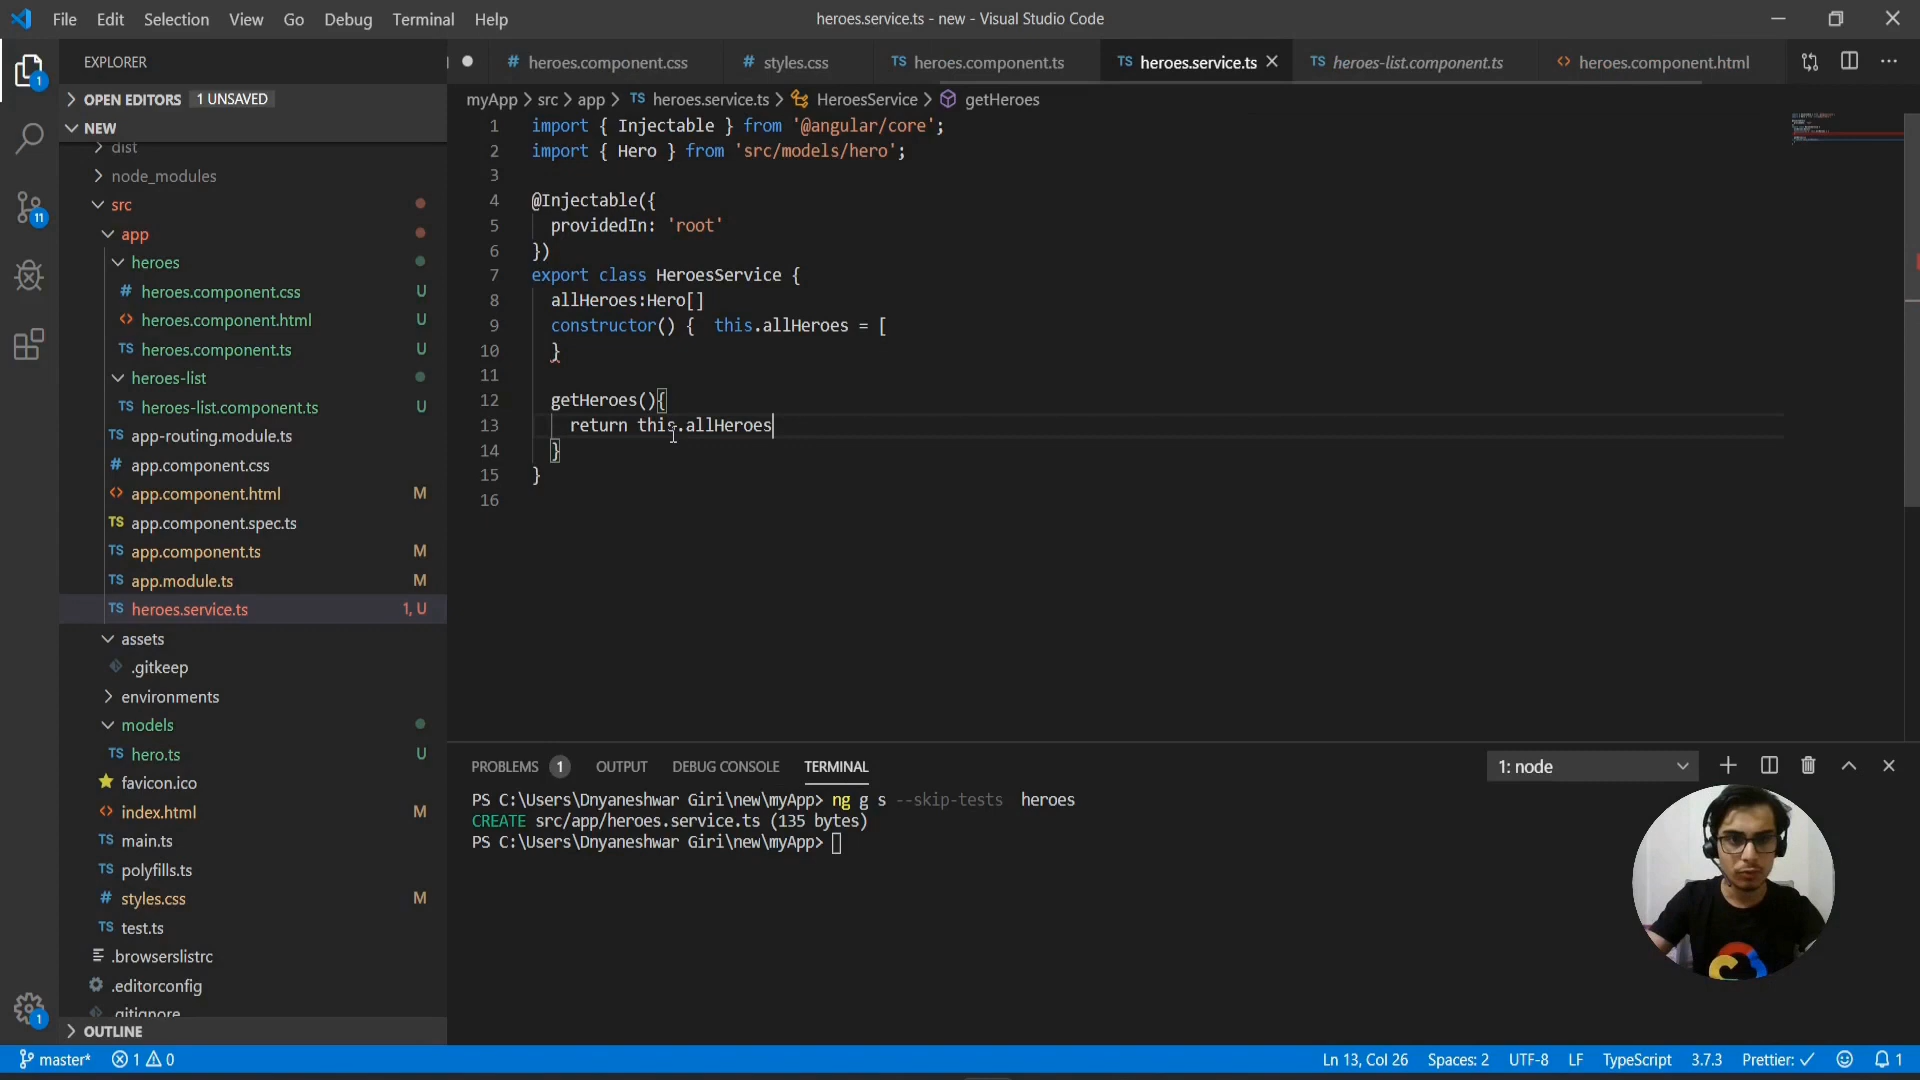 File Edit Selection View Go Debug Terminal Help
heroes.service.ts - new - Visual Studio Code
EXPLORER
# heroes.component.css
# styles.css
<> heroes.component.ts
TS heroes.service.ts
TS heroes-list.component.ts
<> heroes.component.html
OPEN EDITORS 1 UNSAVED
NEW
dist
node_modules
src
app
heroes
# heroes.component.css U
<> heroes.component.html U
TS heroes.component.ts U
heroes-list
TS heroes-list.component.ts U
TS app-routing.module.ts
# app.component.css
<> app.component.html M
TS app.component.spec.ts
TS app.component.ts M
TS app.module.ts M
TS heroes.service.ts 1, U
assets
.gitkeep
environments
models
TS hero.ts U
favicon.ico
<> index.html M
TS main.ts
TS polyfills.ts
# styles.css M
TS test.ts
.browserslistrc
.editorconfig
.gitignore
OUTLINE
1
11
1
myApp > src > app > TS heroes.service.ts > HeroesService > getHeroes
1 import { Injectable } from '@angular/core';
2 import { Hero } from 'src/models/hero';
3
4 @Injectable({
5 providedIn: 'root'
6 })
7 export class HeroesService {
8 allHeroes:Hero[]
9 constructor() { this.allHeroes = [
10 }
11
12 getHeroes(){
13 return this.allHeroes
14 }
15 }
16
PROBLEMS 1 OUTPUT DEBUG CONSOLE TERMINAL
1: node
PS C:\Users\Dnyaneshwar Giri\new\myApp> ng g s --skip-tests heroes
CREATE src/app/heroes.service.ts (135 bytes)
PS C:\Users\Dnyaneshwar Giri\new\myApp>
master* 1 0
Ln 13, Col 26 Spaces: 2 UTF-8 LF TypeScript 3.7.3 Prettier: ✓ 1